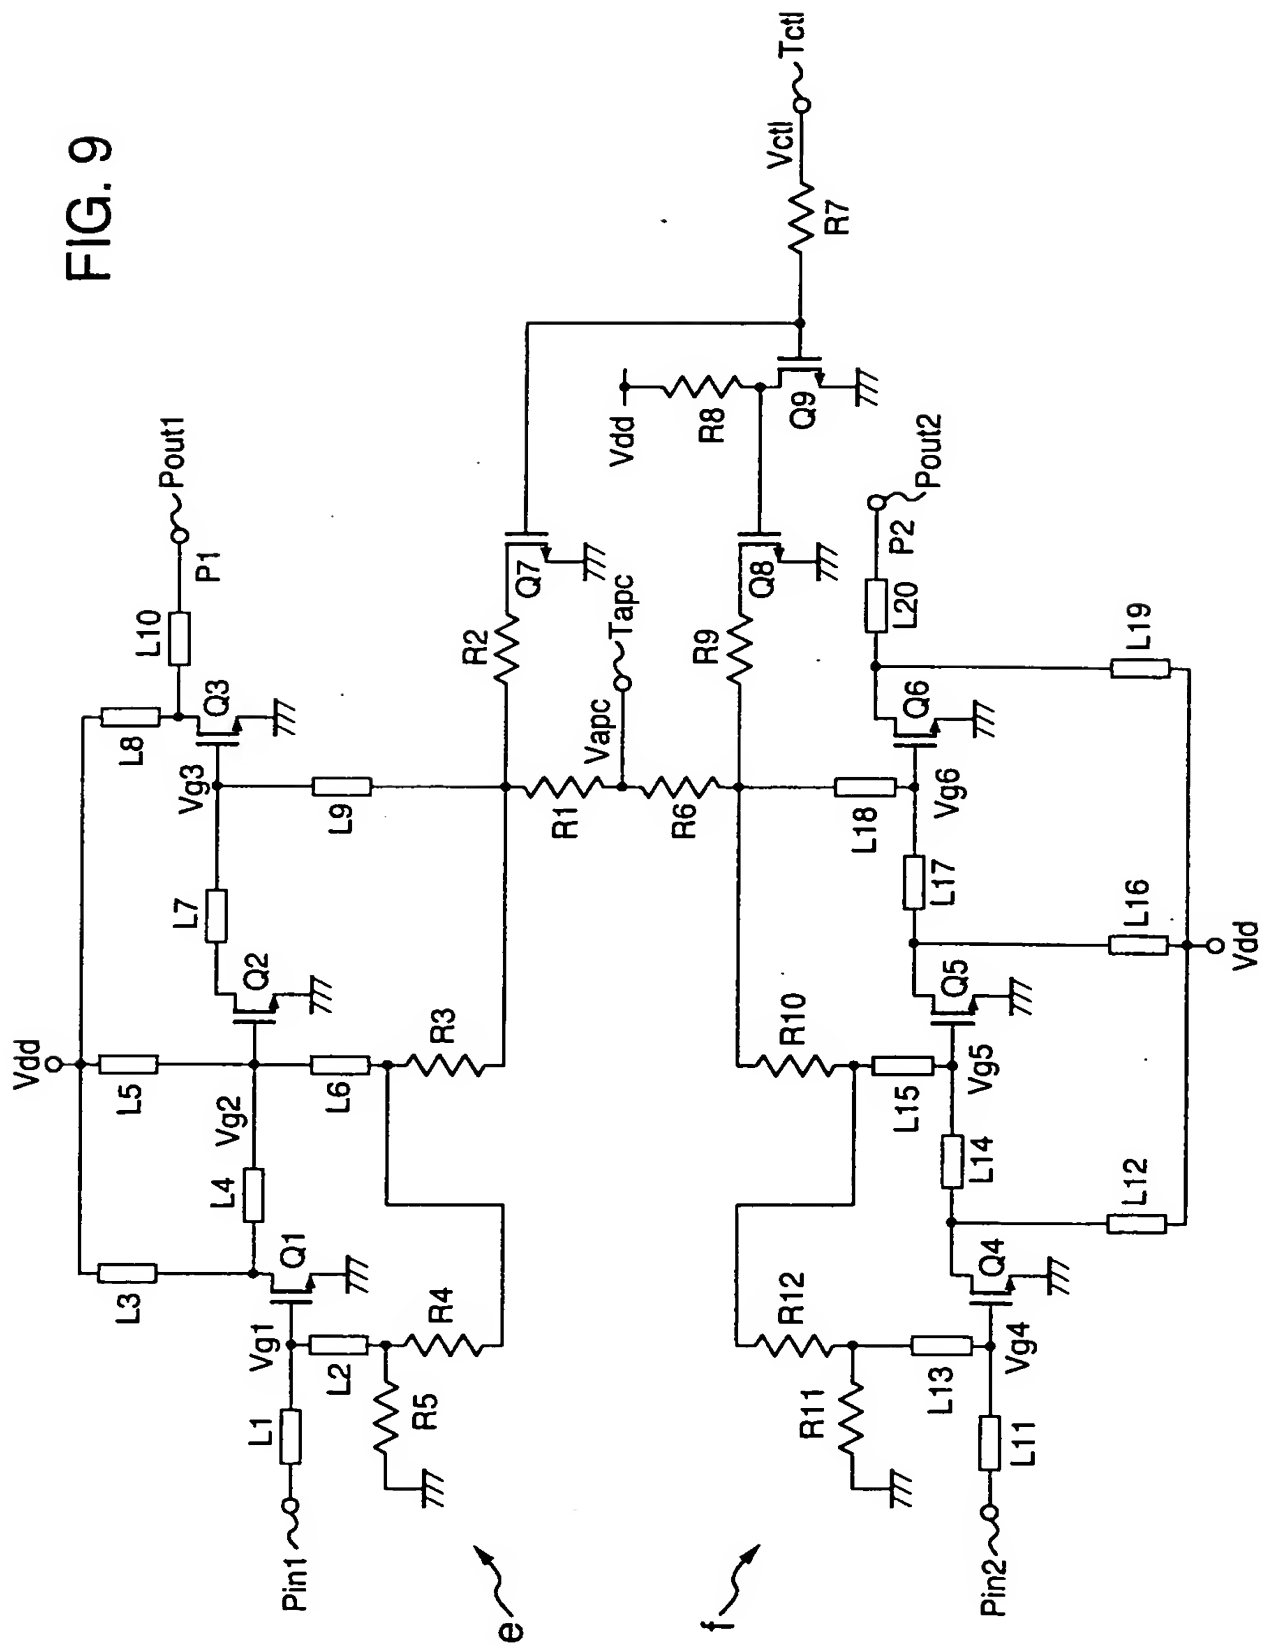 FIG. 9
Vdd
L3
L5
L8
L10
P1
Pout1
Pin1
L1
Vg1
Q1
L4
Vg2
Q2
L7
Vg3
Q3
L2
R5
R4
L6
R3
L9
R2
Q7
e
R1
Vapc
Tapc
R6
Vdd
R8
Q9
R7
Vctl
Tctl
R9
Q8
f
R11
R12
R10
L13
L15
L18
Pin2
L11
Vg4
Q4
L14
Vg5
Q5
L17
Vg6
Q6
L20
P2
Pout2
L12
L16
L19
Vdd